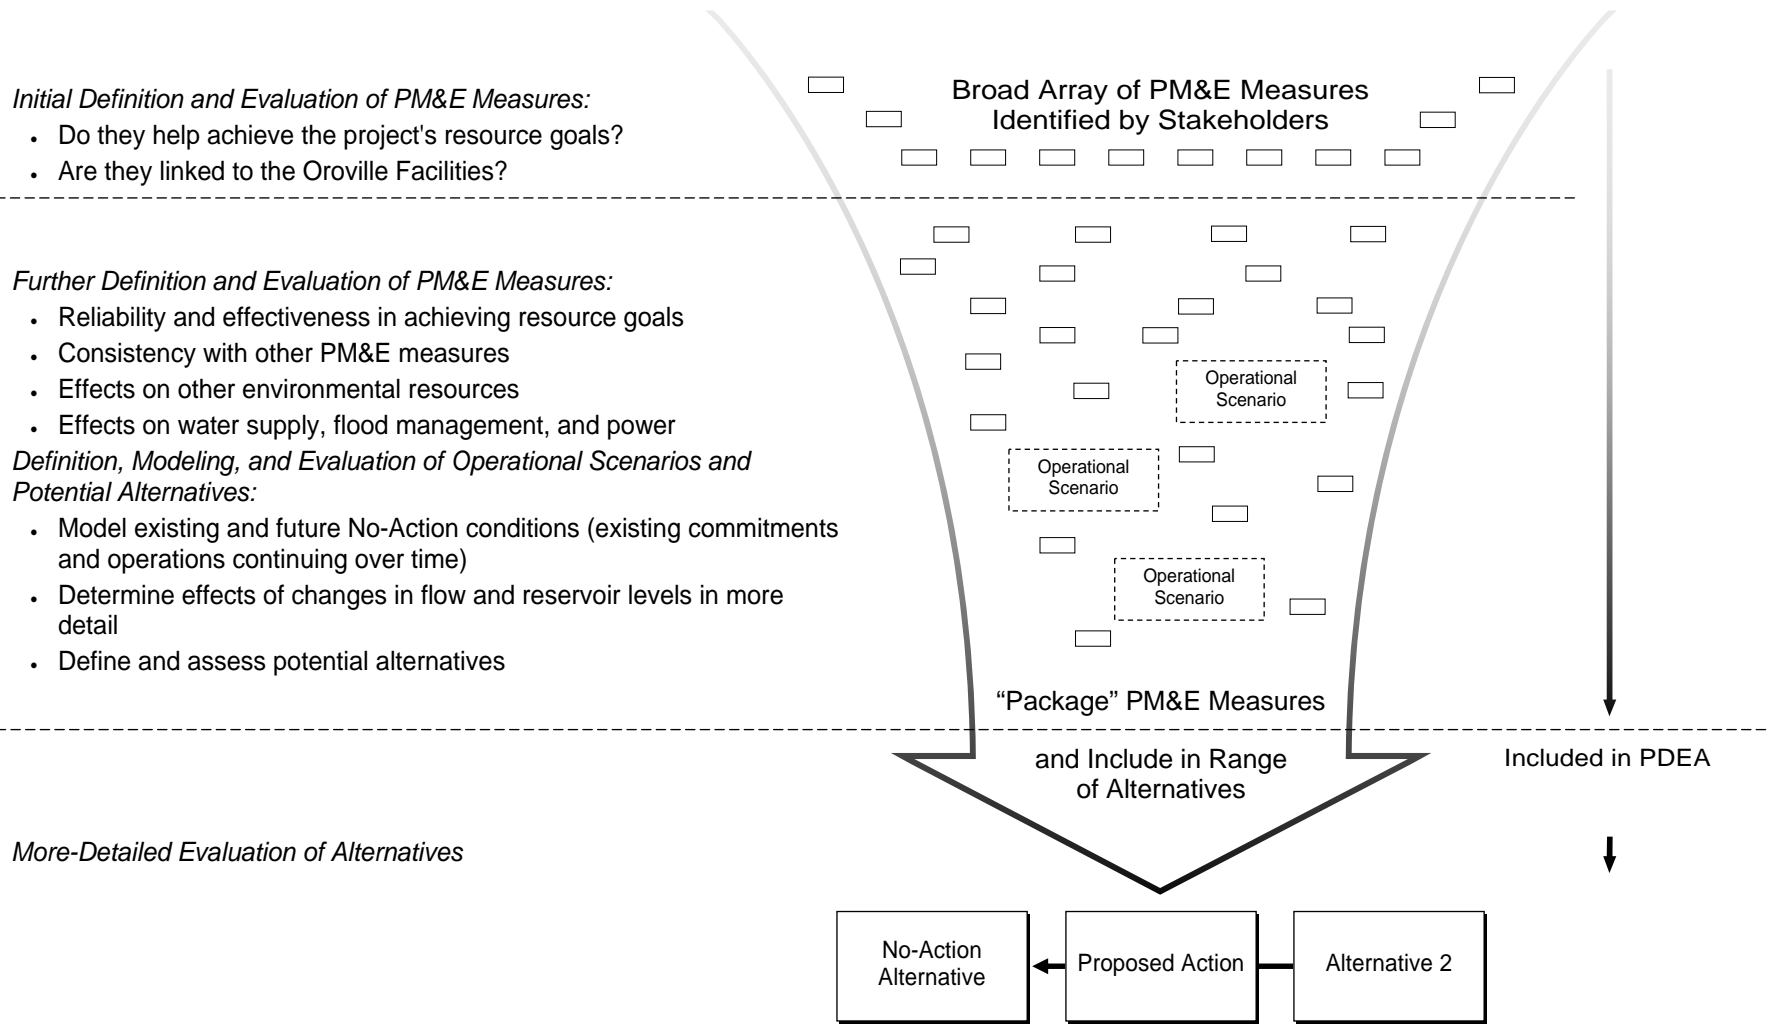 Initial Definition and Evaluation of PM&E Measures:
• Do they help achieve the project's resource goals?
• Are they linked to the Oroville Facilities?
Broad Array of PM&E Measures
Identified by Stakeholders
Further Definition and Evaluation of PM&E Measures:
• Reliability and effectiveness in achieving resource goals
• Consistency with other PM&E measures
• Effects on other environmental resources
• Effects on water supply, flood management, and power
Definition, Modeling, and Evaluation of Operational Scenarios and
Potential Alternatives:
• Model existing and future No-Action conditions (existing commitments
and operations continuing over time)
• Determine effects of changes in flow and reservoir levels in more
detail
• Define and assess potential alternatives
Operational
Scenario
Operational
Scenario
Operational
Scenario
“Package” PM&E Measures
and Include in Range
of Alternatives
Included in PDEA
More-Detailed Evaluation of Alternatives
No-Action
Alternative
Proposed Action
Alternative 2